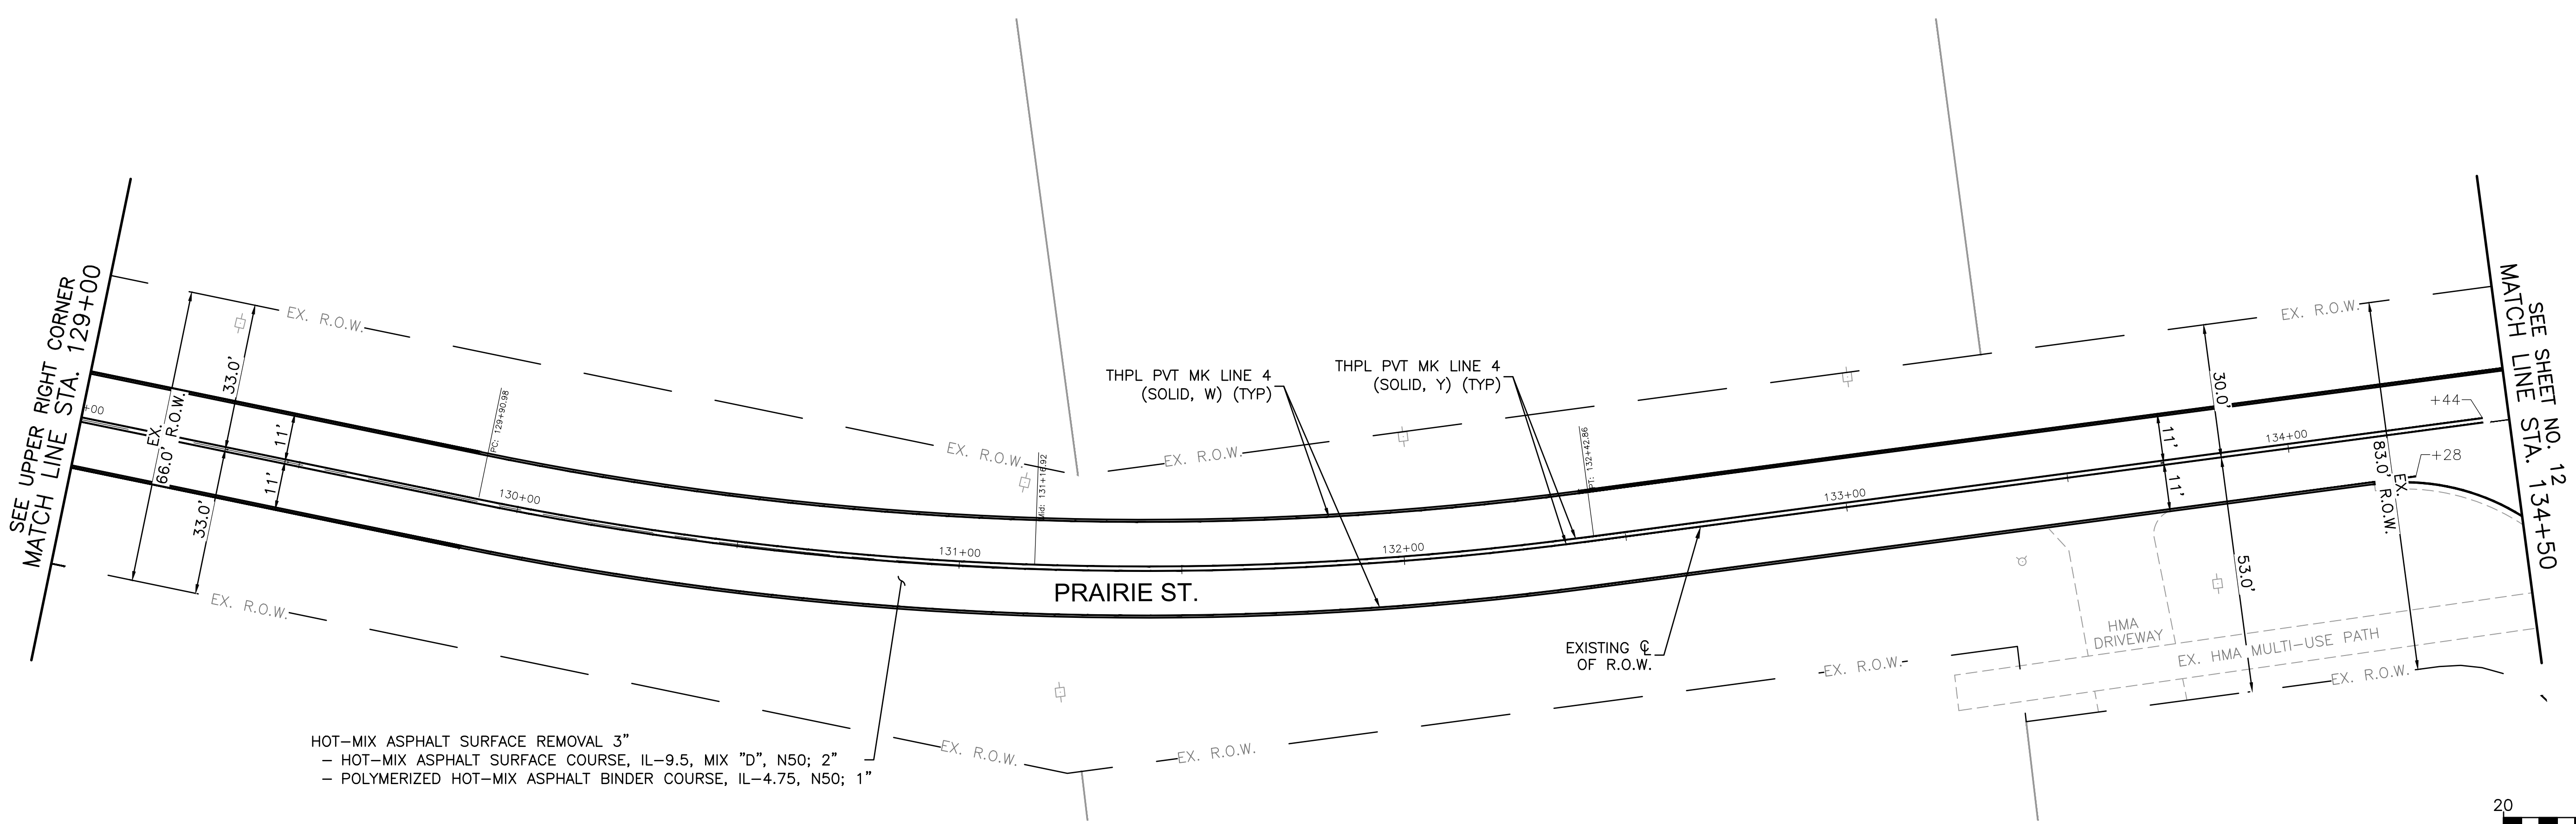 SEE UPPER RIGHT CORNER
MATCH LINE STA. 129+00
+00
EX.
R.O.W.
66.0'
33.0'
33.0'
11'
11'
EX. R.O.W.
EX. R.O.W.
PC: 129+90.98
130+00
EX. R.O.W.
EX. R.O.W.
131+00
Mid: 131+16.92
PRAIRIE ST.
THPL PVT MK LINE 4
(SOLID, W) (TYP)
THPL PVT MK LINE 4
(SOLID, Y) (TYP)
EX. R.O.W.
EX. R.O.W.
132+00
PT: 132+42.86
EXISTING ℄
OF R.O.W.
133+00
EX. R.O.W.
HOT-MIX ASPHALT SURFACE REMOVAL 3"
- HOT-MIX ASPHALT SURFACE COURSE, IL-9.5, MIX "D", N50; 2"
- POLYMERIZED HOT-MIX ASPHALT BINDER COURSE, IL-4.75, N50; 1"
HMA
DRIVEWAY
EX. HMA MULTI-USE PATH
11'
11'
30.0'
53.0'
134+00
EX. R.O.W.
EX. R.O.W.
83.0'
EX.
R.O.W.
+44
+28
SEE SHEET NO. 12
MATCH LINE STA. 134+50
20